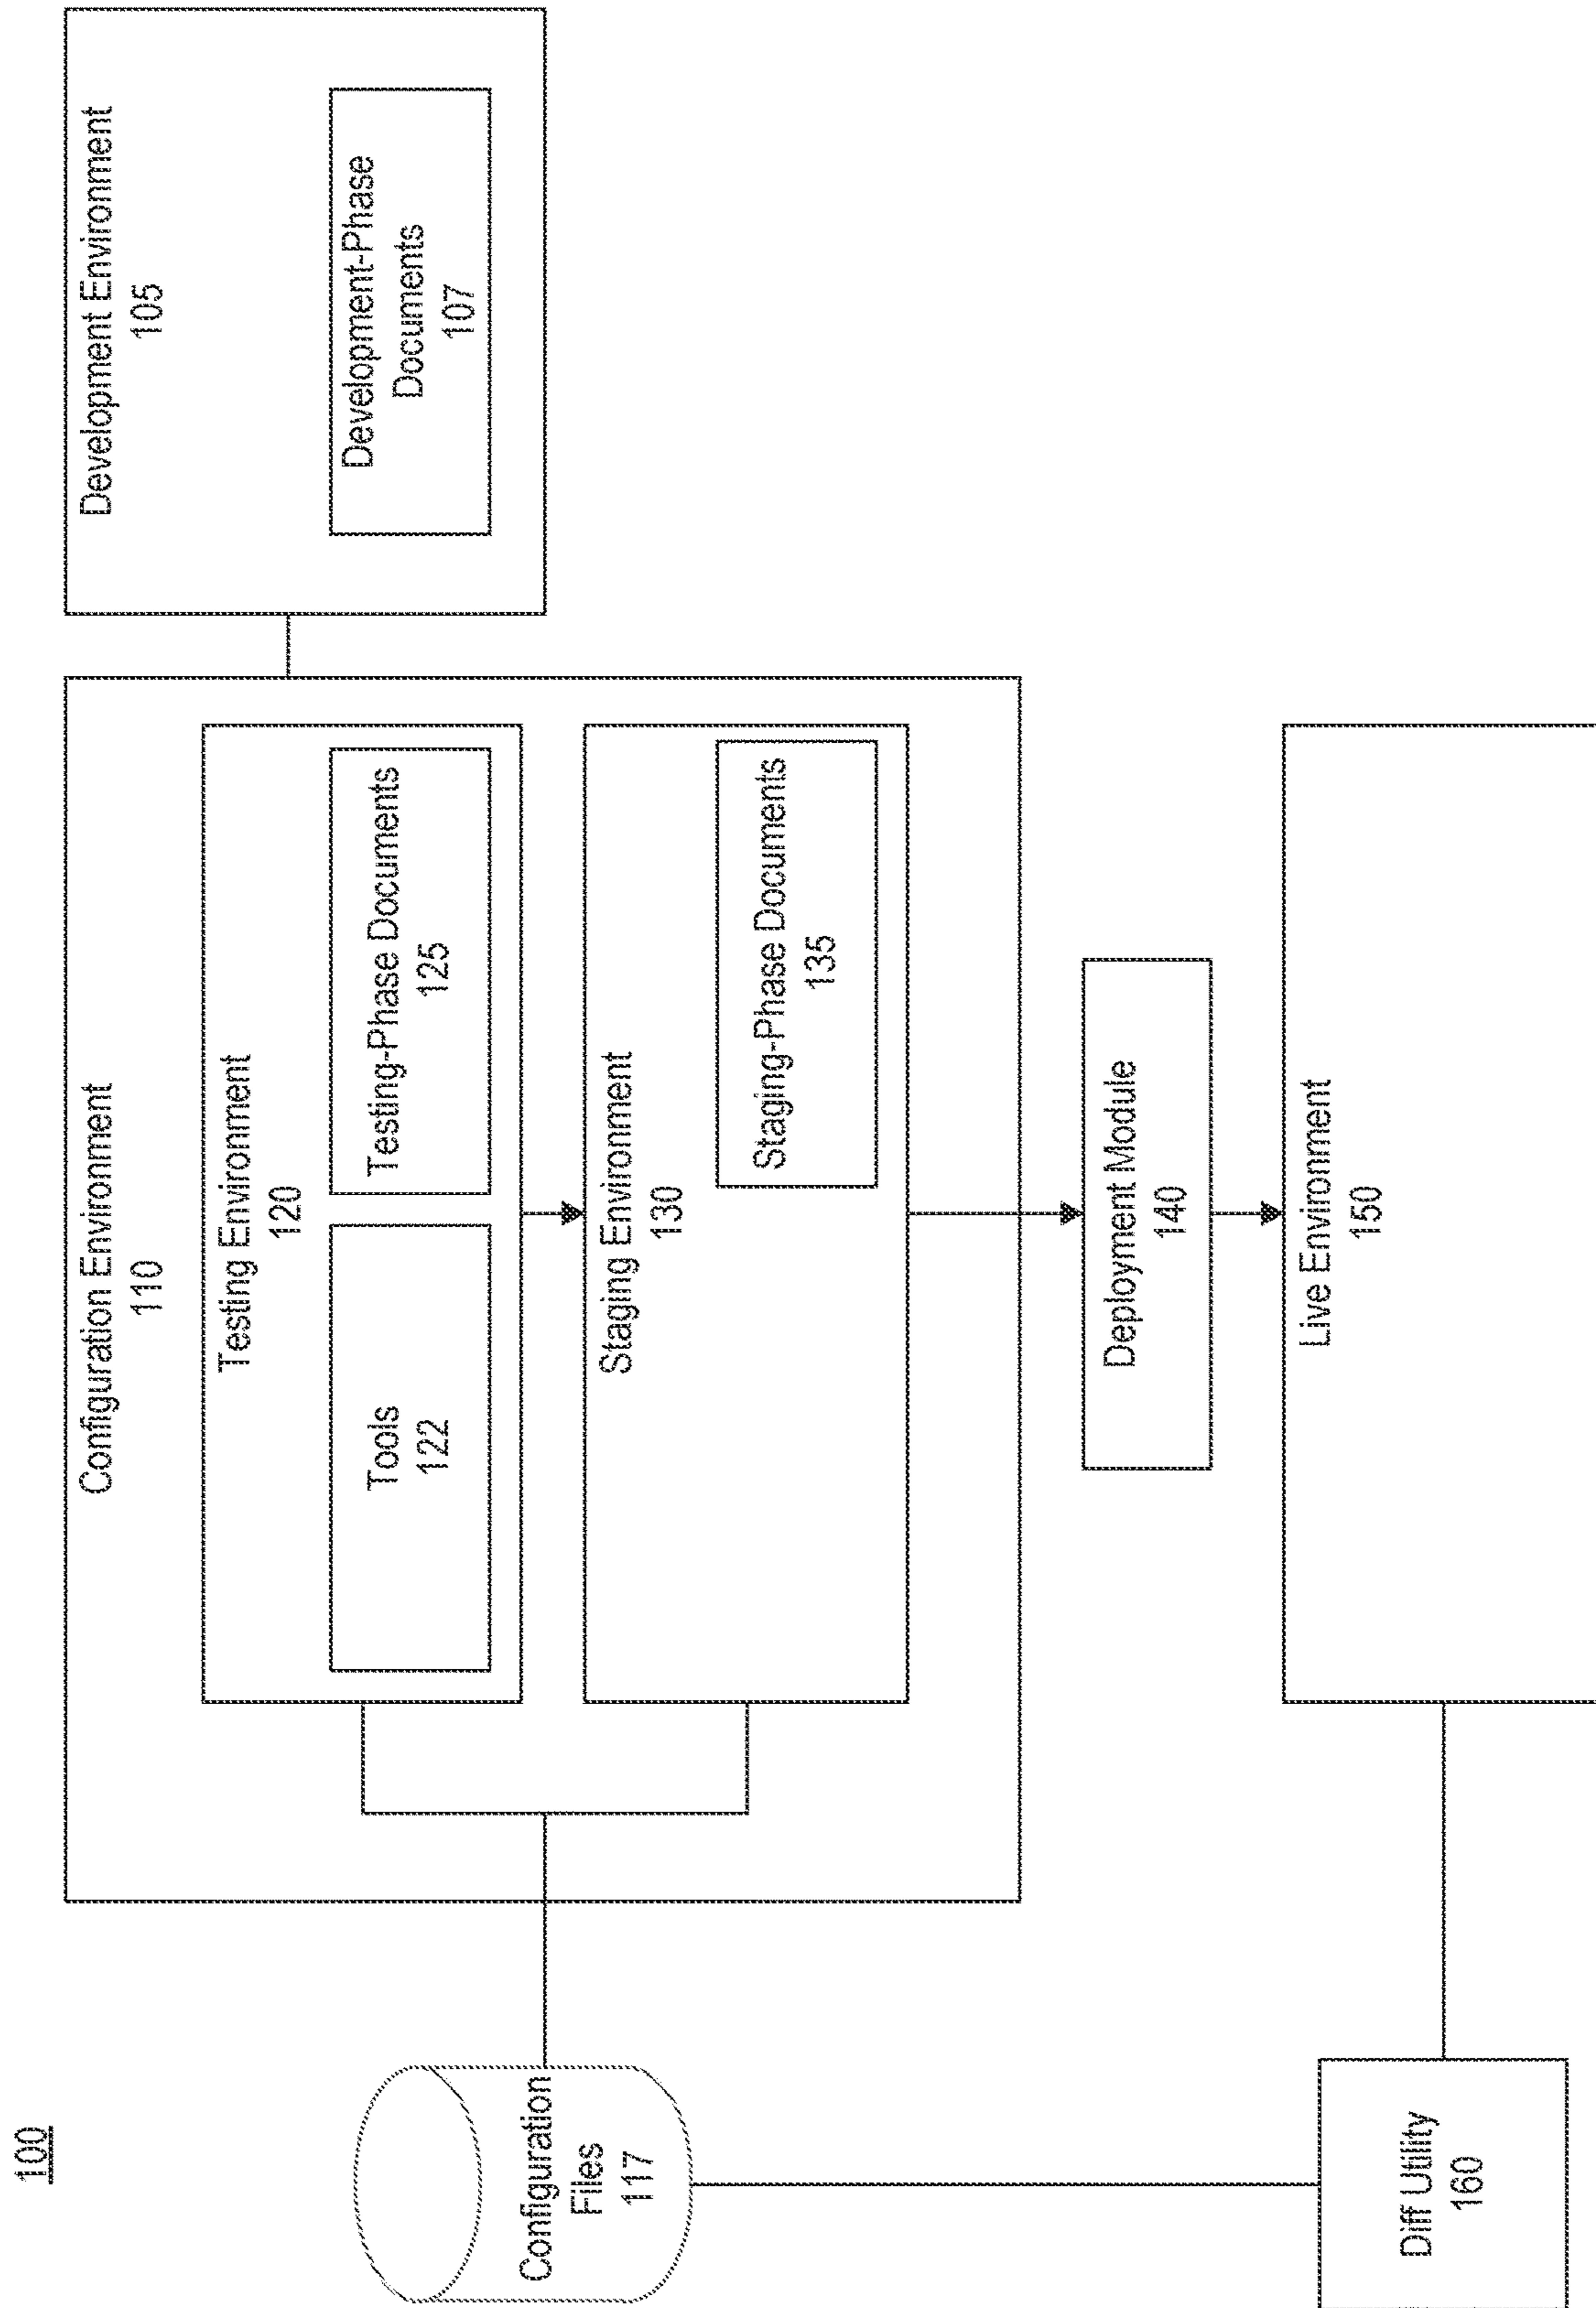 100
Configuration Environment
110
Development Environment
105
Testing Environment
120
Tools
122
Testing-Phase Documents
125
Development-Phase
Documents
107
Configuration
Files
117
Staging Environment
130
Staging-Phase Documents
135
Deployment Module
140
Live Environment
150
Diff Utility
160